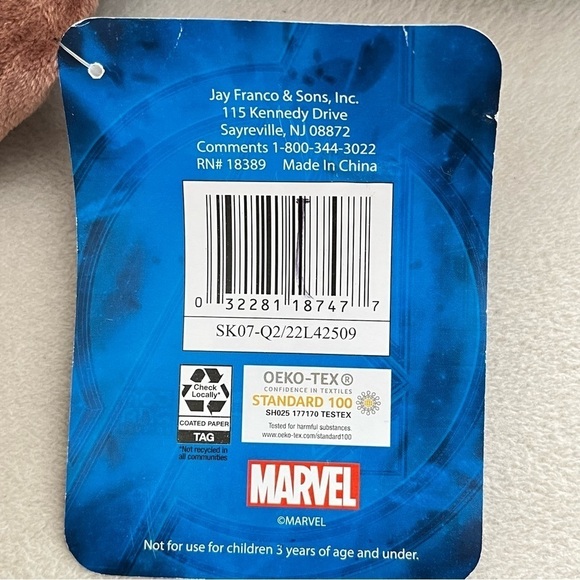 Jay Franco & Sons, Inc.
115 Kennedy Drive
Sayreville, NJ 08872
Comments 1-800-344-3022
RN# 18389 Made In China
0 32281 18747 7
SK07-Q2/22L42509
Check
Locally*
COATED PAPER
TAG
*Not recycled in
all communities
OEKO-TEX®
CONFIDENCE IN TEXTILES
STANDARD 100
SH025 177170 TESTEX
Tested for harmful substances.
www.oeko-tex.com/standard100
MARVEL
©MARVEL
Not for use for children 3 years of age and under.